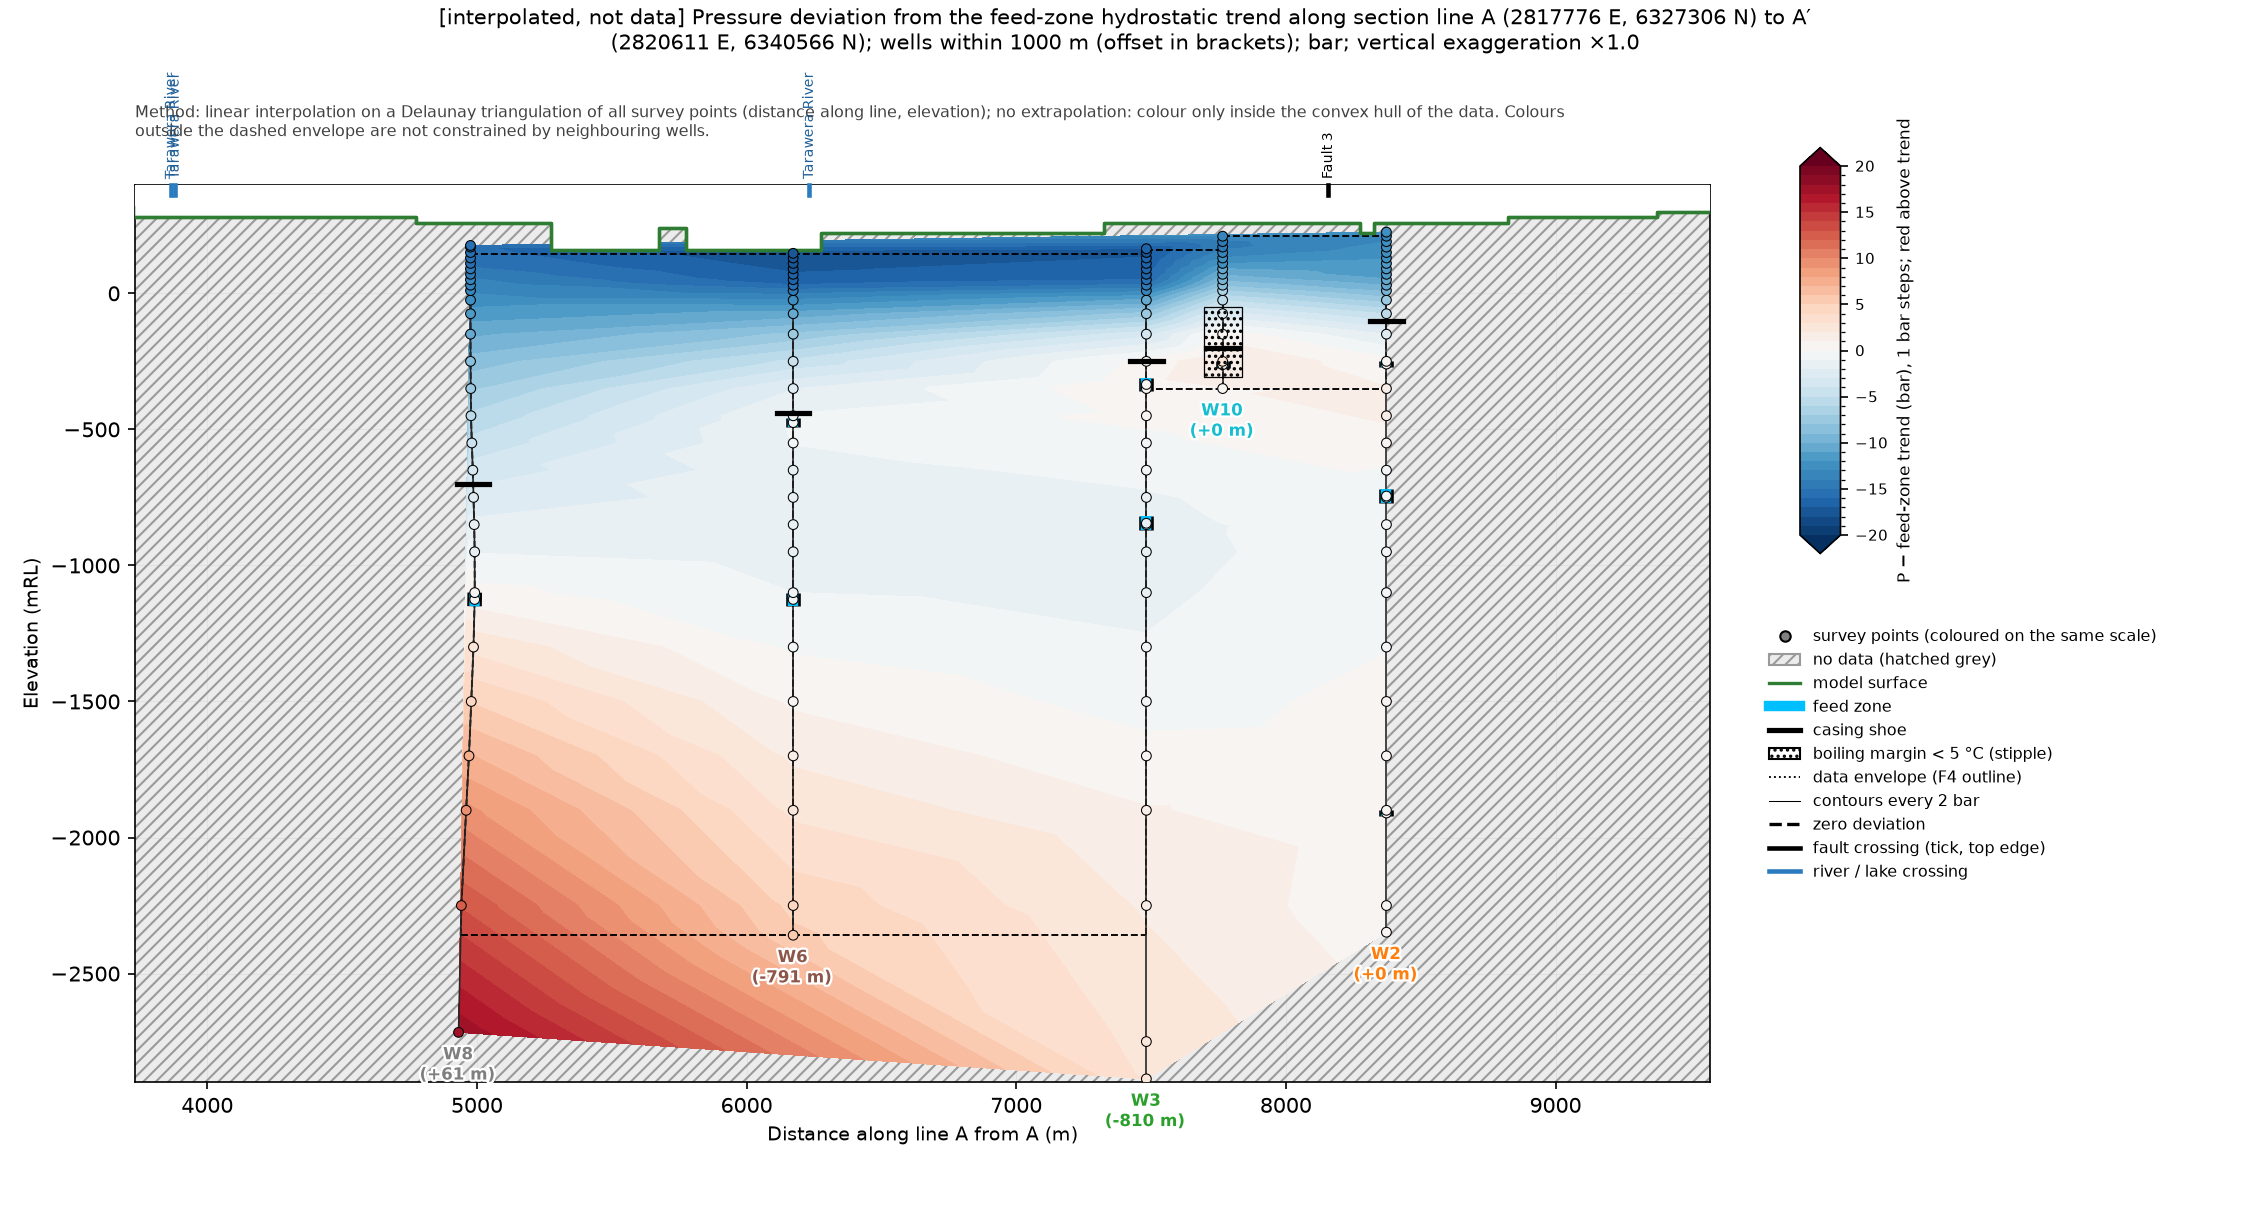 [interpolated, not data] Pressure deviation from the feed-zone hydrostatic trend along section line A (2817776 E, 6327306 N) to A′
(2820611 E, 6340566 N); wells within 1000 m (offset in brackets); bar; vertical exaggeration ×1.0
Tarawera River
Tarawera River
Tarawera River
Method: linear interpolation on a Delaunay triangulation of all survey points (distance along line, elevation); no extrapolation: colour only inside the convex hull of the data. Colours
outside the dashed envelope are not constrained by neighbouring wells.
Fault 3
0
−500
−1000
−1500
−2000
−2500
Elevation (mRL)
W10
(+0 m)
W6
(-791 m)
W2
(+0 m)
W8
(+61 m)
W3
(-810 m)
4000
5000
6000
7000
8000
9000
Distance along line A from A (m)
20
15
10
5
0
−5
−10
−15
−20
P − feed-zone trend (bar), 1 bar steps; red above trend
survey points (coloured on the same scale)
no data (hatched grey)
model surface
feed zone
casing shoe
boiling margin < 5 °C (stipple)
data envelope (F4 outline)
contours every 2 bar
zero deviation
fault crossing (tick, top edge)
river / lake crossing